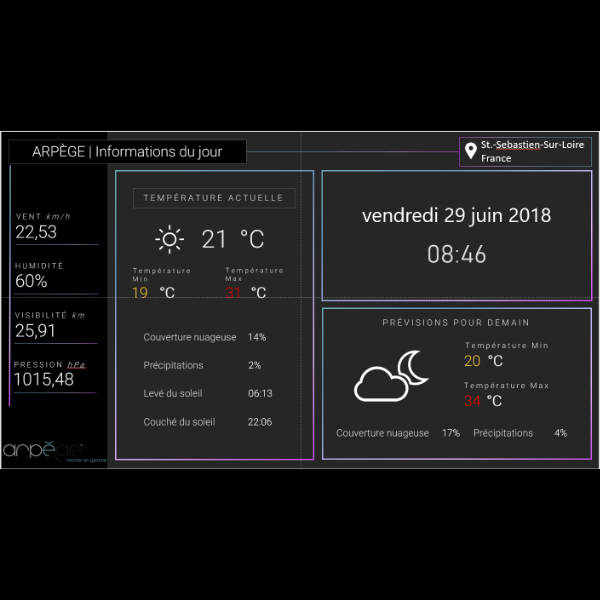 ARPÈGE | Informations du jour
St.-Sebastien-Sur-Loire
France
VENT km/h
22,53
HUMIDITÉ
60%
VISIBILITÉ km
25,91
PRESSION hPa
1015,48
arpège
monter en gamme
TEMPÉRATURE ACTUELLE
21 °C
Température Min
19 °C
Température Max
31 °C
Couverture nuageuse 14%
Précipitations 2%
Levé du soleil 06:13
Couché du soleil 22:06
vendredi 29 juin 2018
08:46
PRÉVISIONS POUR DEMAIN
Température Min
20 °C
Température Max
34 °C
Couverture nuageuse 17% Précipitations 4%